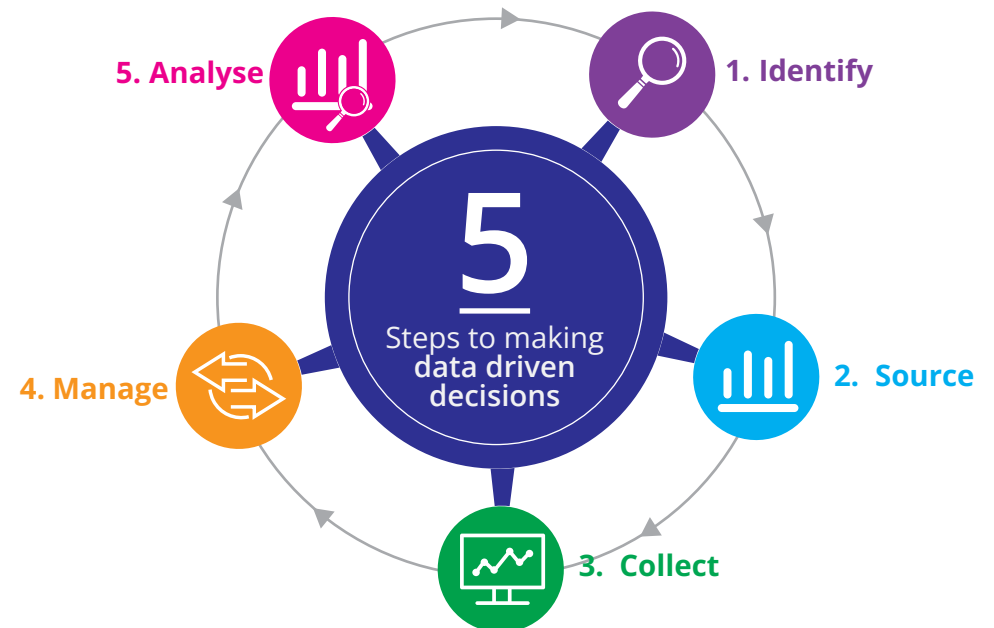 5
Steps to making
data driven
decisions
1. Identify
2. Source
3. Collect
4. Manage
5. Analyse